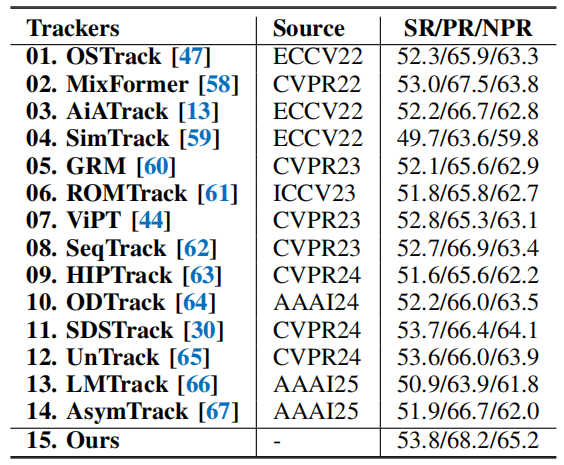 Trackers Source SR/PR/NPR
01. OSTrack [47] ECCV22 52.3/65.9/63.3
02. MixFormer [58] CVPR22 53.0/67.5/63.8
03. AiATrack [13] ECCV22 52.2/66.7/62.8
04. SimTrack [59] ECCV22 49.7/63.6/59.8
05. GRM [60] CVPR23 52.1/65.6/62.9
06. ROMTrack [61] ICCV23 51.8/65.8/62.7
07. ViPT [44] CVPR23 52.8/65.3/63.1
08. SeqTrack [62] CVPR23 52.7/66.9/63.4
09. HIPTrack [63] CVPR24 51.6/65.6/62.2
10. ODTrack [64] AAAI24 52.2/66.0/63.5
11. SDSTrack [30] CVPR24 53.7/66.4/64.1
12. UnTrack [65] CVPR24 53.6/66.0/63.9
13. LMTrack [66] AAAI25 50.9/63.9/61.8
14. AsymTrack [67] AAAI25 51.9/66.7/62.0
15. Ours - 53.8/68.2/65.2